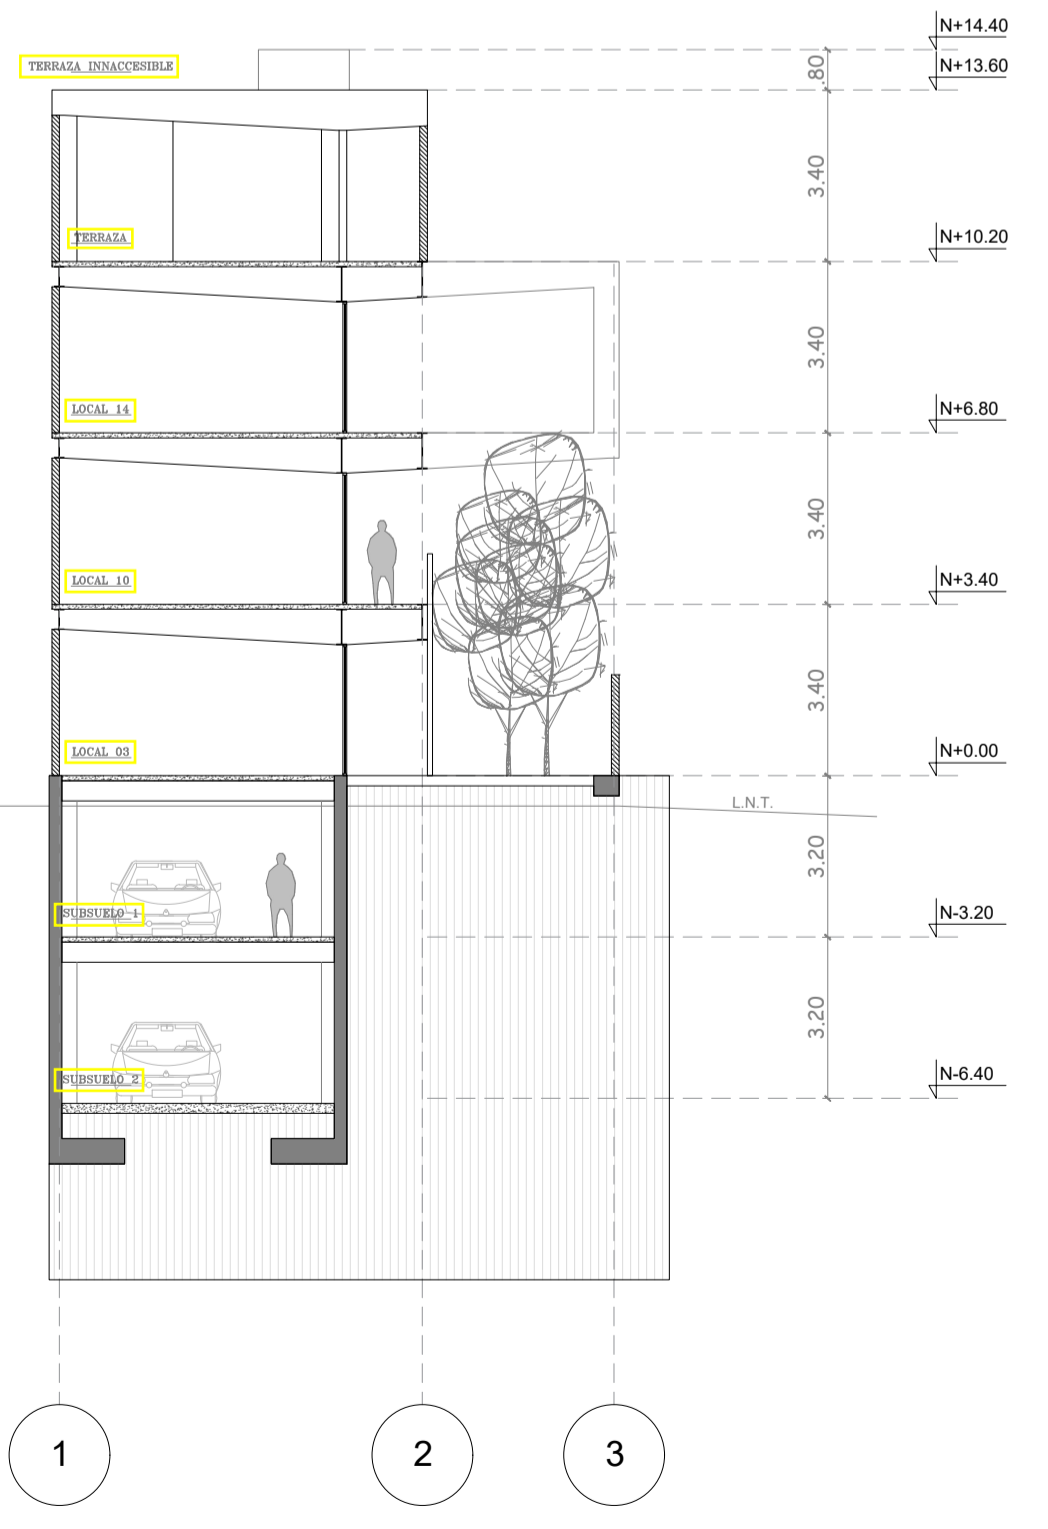 N+14.40
TERRAZA INNACCESIBLE
.80
N+13.60
3.40
TERRAZA
N+10.20
3.40
LOCAL 14
N+6.80
3.40
LOCAL 10
N+3.40
3.40
LOCAL 03
N+0.00
L.N.T.
3.20
SUBSUELO 1
N-3.20
3.20
SUBSUELO 2
N-6.40
1
2
3